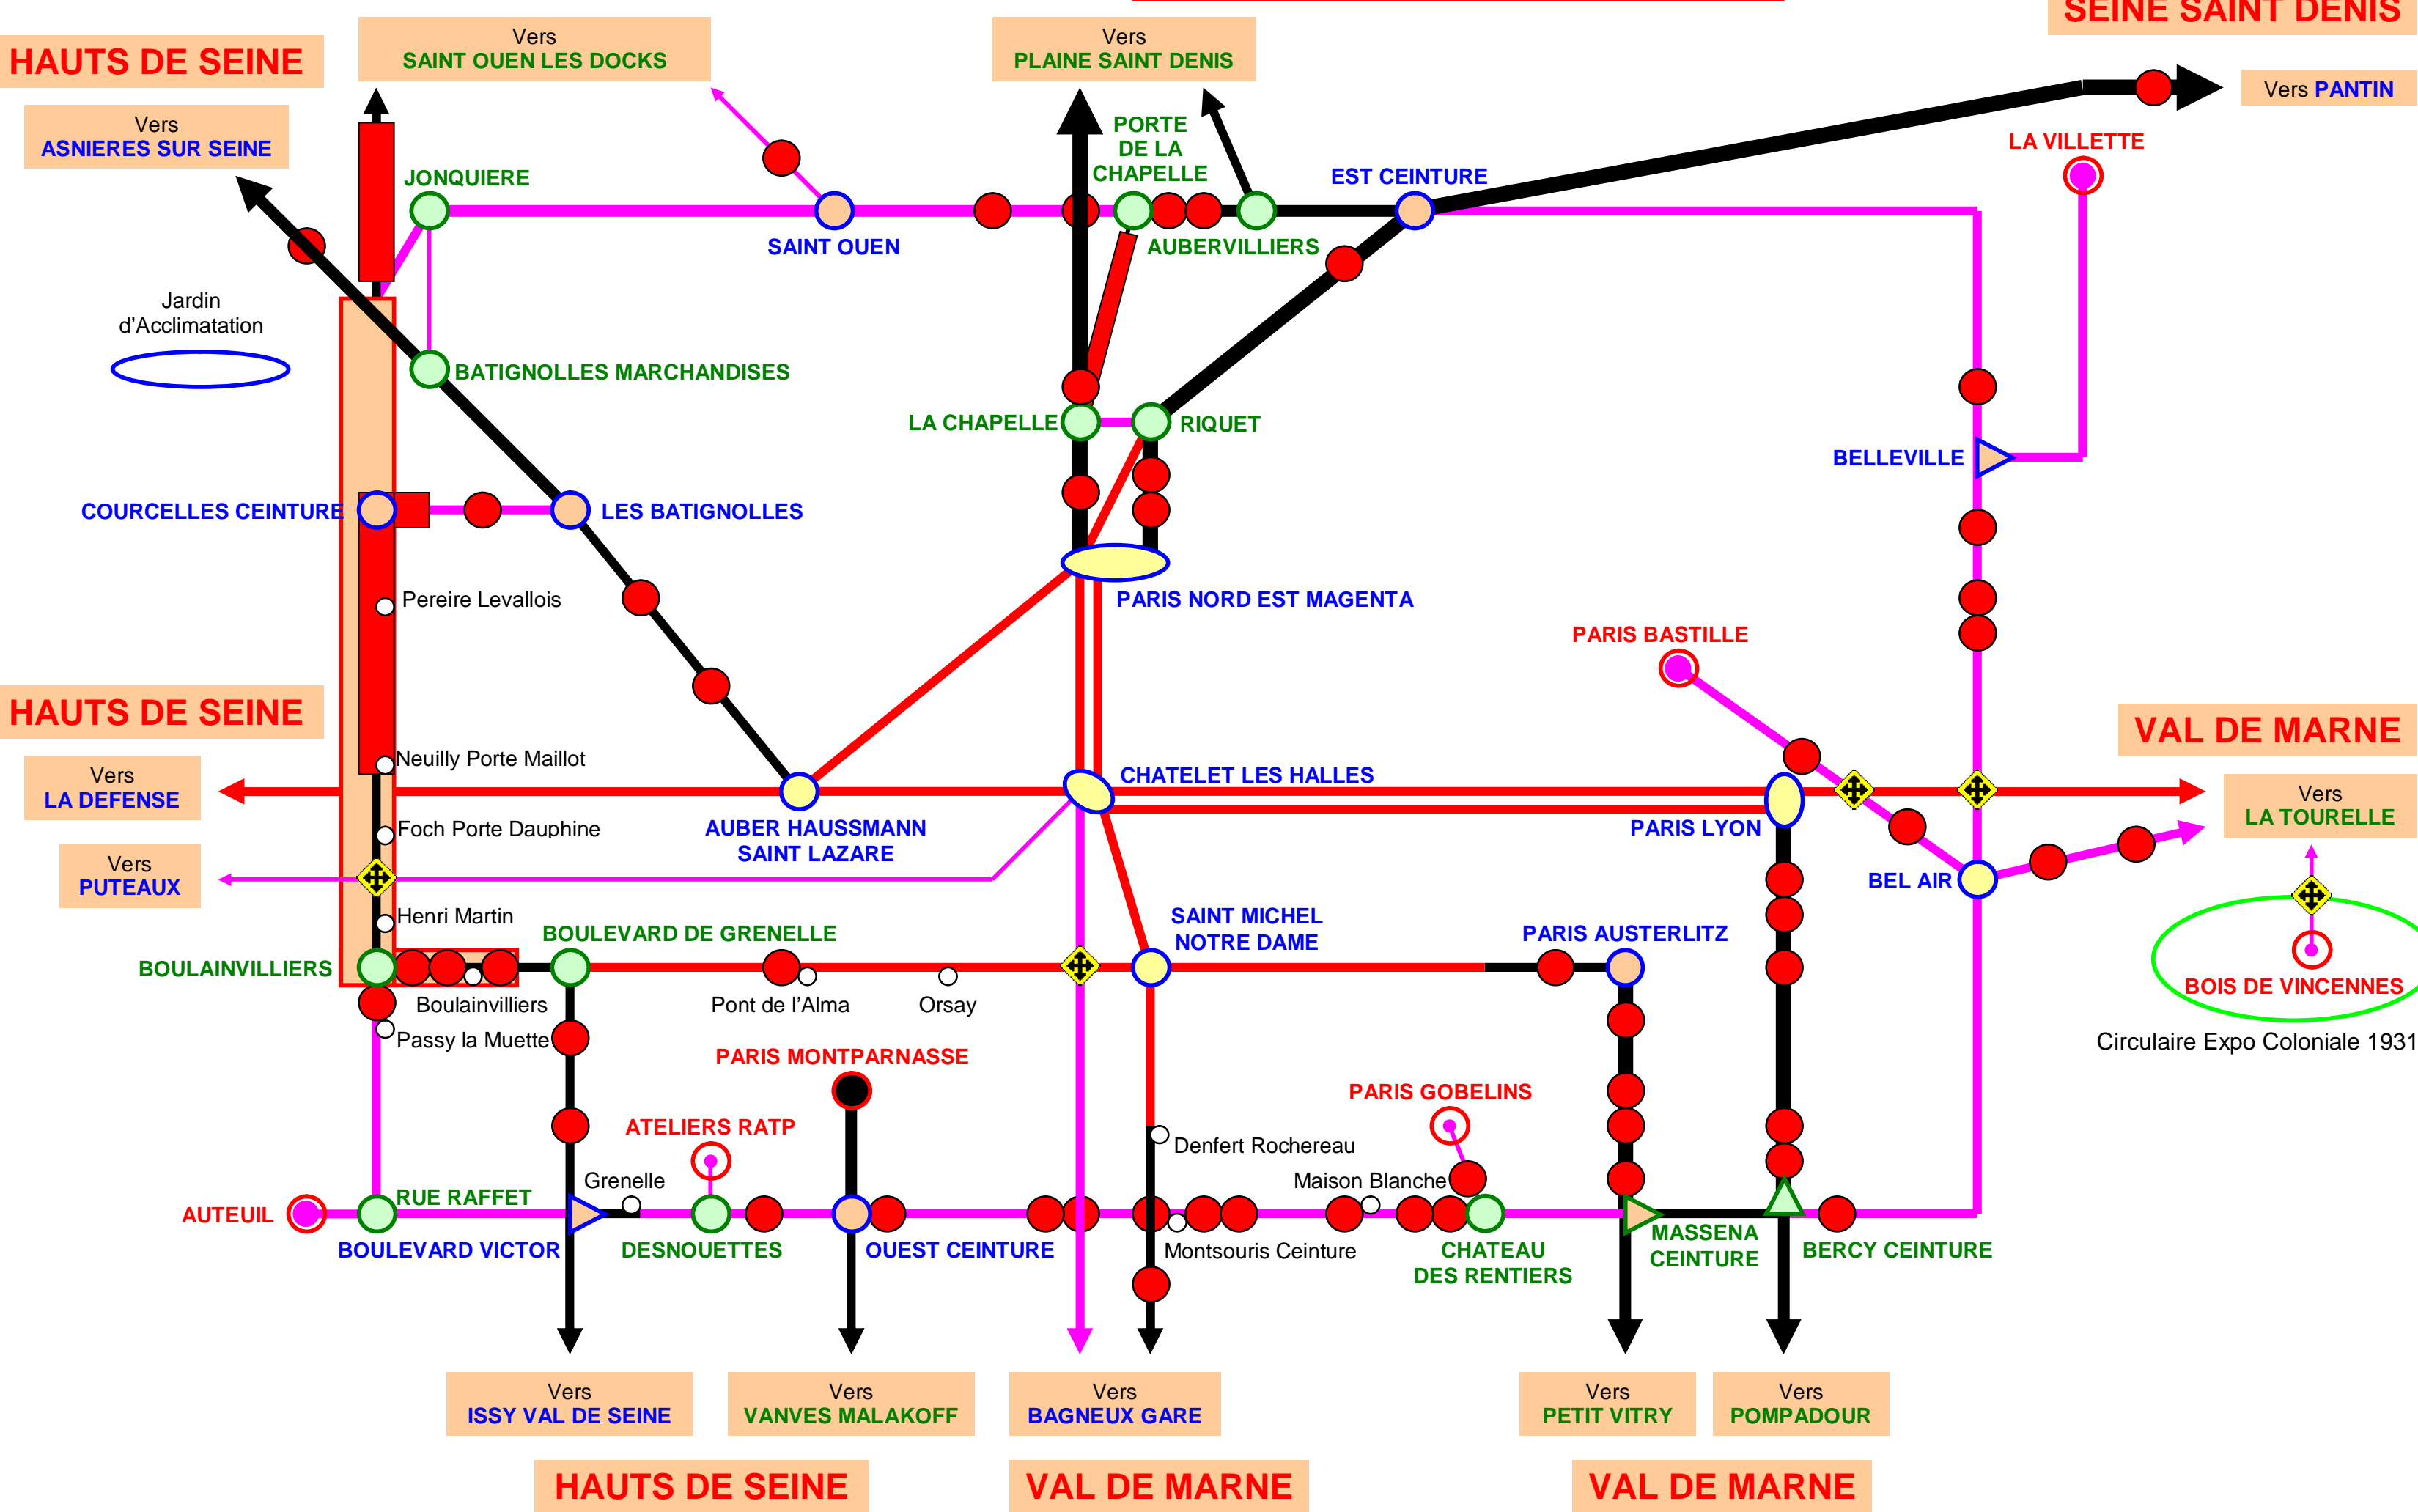 SEINE SAINT DENIS
HAUTS DE SEINE
Vers
SAINT OUEN LES DOCKS
Vers
PLAINE SAINT DENIS
Vers PANTIN
Vers
ASNIERES SUR SEINE
PORTE
DE LA
CHAPELLE
LA VILLETTE
JONQUIERE
EST CEINTURE
SAINT OUEN
AUBERVILLIERS
Jardin
d'Acclimatation
BATIGNOLLES MARCHANDISES
LA CHAPELLE
RIQUET
BELLEVILLE
COURCELLES CEINTURE
LES BATIGNOLLES
Pereire Levallois
PARIS NORD EST MAGENTA
PARIS BASTILLE
HAUTS DE SEINE
VAL DE MARNE
Neuilly Porte Maillot
Vers
LA DEFENSE
CHATELET LES HALLES
Vers
LA TOURELLE
Foch Porte Dauphine
AUBER HAUSSMANN
SAINT LAZARE
PARIS LYON
Vers
PUTEAUX
BEL AIR
Henri Martin
BOULEVARD DE GRENELLE
SAINT MICHEL
NOTRE DAME
PARIS AUSTERLITZ
BOULAINVILLIERS
BOIS DE VINCENNES
Boulainvilliers
Pont de l'Alma
Orsay
Passy la Muette
Circulaire Expo Coloniale 1931
PARIS MONTPARNASSE
PARIS GOBELINS
ATELIERS RATP
Denfert Rochereau
Grenelle
Maison Blanche
AUTEUIL
RUE RAFFET
BOULEVARD VICTOR
DESNOUETTES
OUEST CEINTURE
Montsouris Ceinture
CHATEAU
DES RENTIERS
MASSENA
CEINTURE
BERCY CEINTURE
Vers
ISSY VAL DE SEINE
Vers
VANVES MALAKOFF
Vers
BAGNEUX GARE
Vers
PETIT VITRY
Vers
POMPADOUR
HAUTS DE SEINE
VAL DE MARNE
VAL DE MARNE